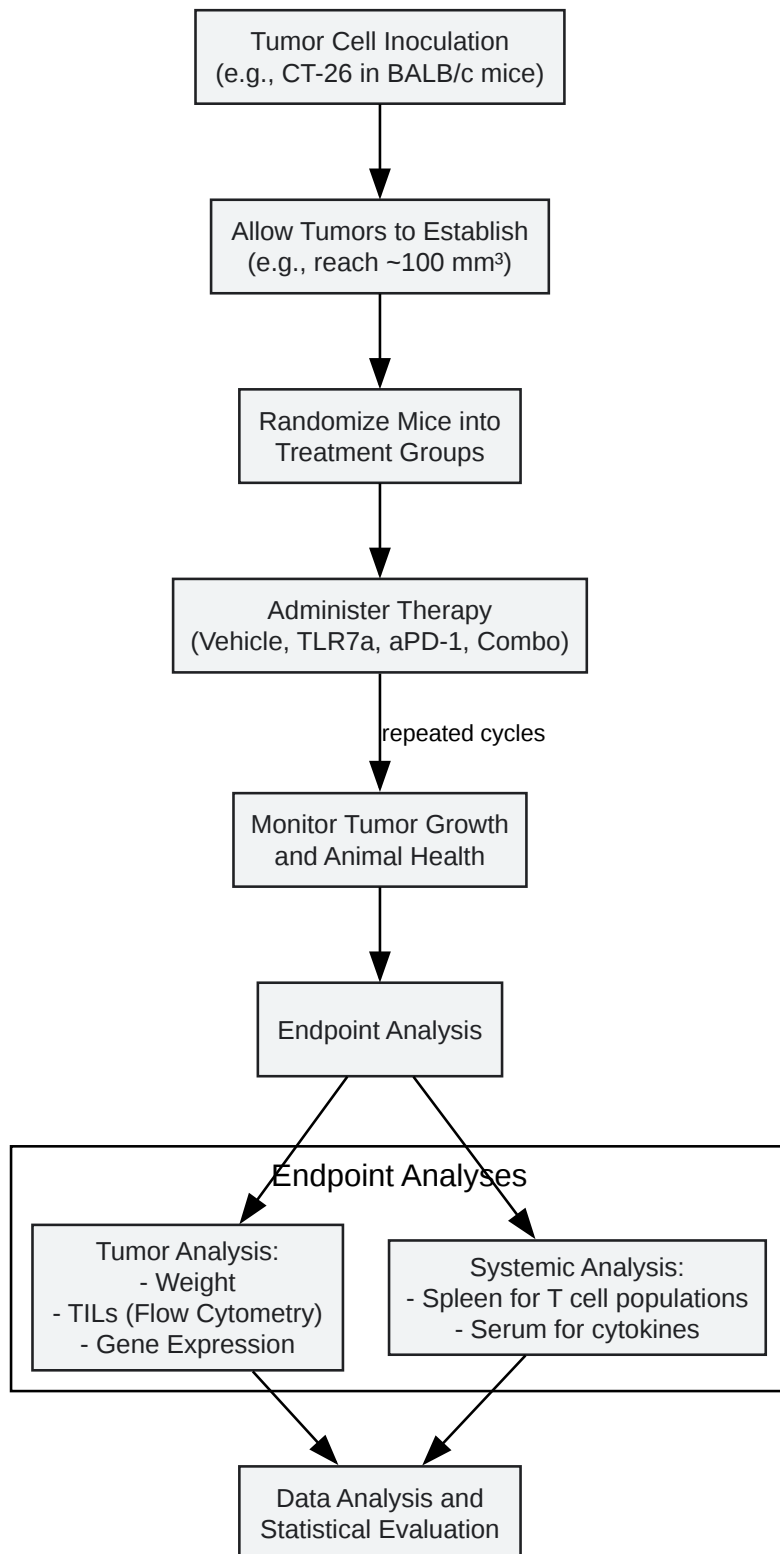 Tumor Cell Inoculation
(e.g., CT-26 in BALB/c mice)
Allow Tumors to Establish
(e.g., reach ~100 mm³)
Randomize Mice into
Treatment Groups
Administer Therapy
(Vehicle, TLR7a, aPD-1, Combo)
repeated cycles
Monitor Tumor Growth
and Animal Health
Endpoint Analysis
Endpoint Analyses
Tumor Analysis:
- Weight
- TILs (Flow Cytometry)
- Gene Expression
Systemic Analysis:
- Spleen for T cell populations
- Serum for cytokines
Data Analysis and
Statistical Evaluation